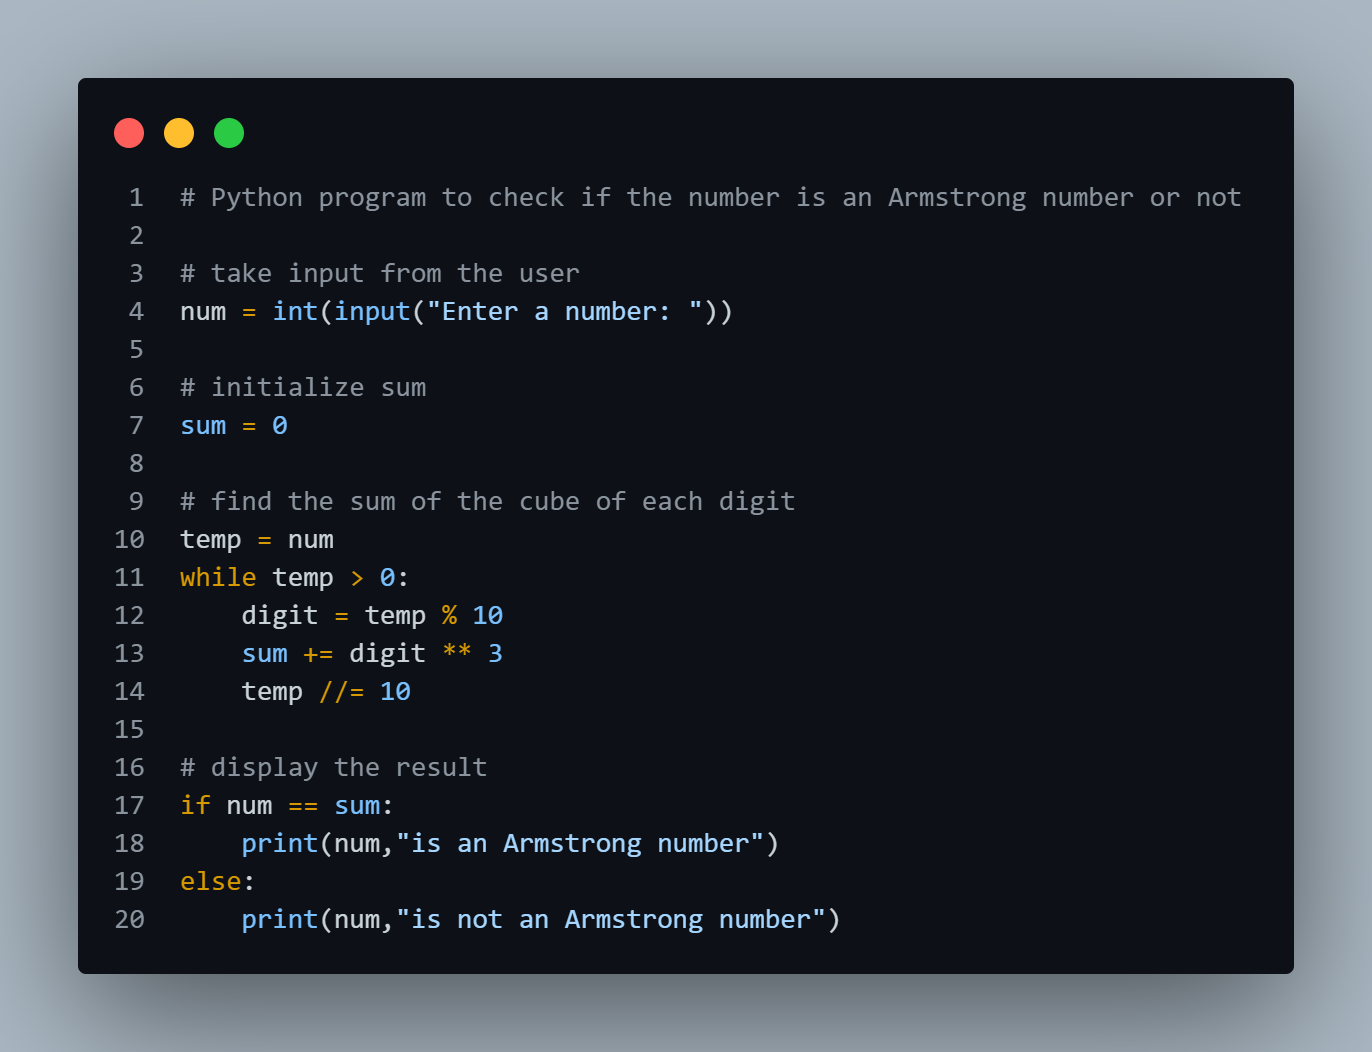 1 # Python program to check if the number is an Armstrong number or not
2
3 # take input from the user
4 num = int(input("Enter a number: "))
5
6 # initialize sum
7 sum = 0
8
9 # find the sum of the cube of each digit
10 temp = num
11 while temp > 0:
12     digit = temp % 10
13     sum += digit ** 3
14     temp //= 10
15
16 # display the result
17 if num == sum:
18     print(num,"is an Armstrong number")
19 else:
20     print(num,"is not an Armstrong number")